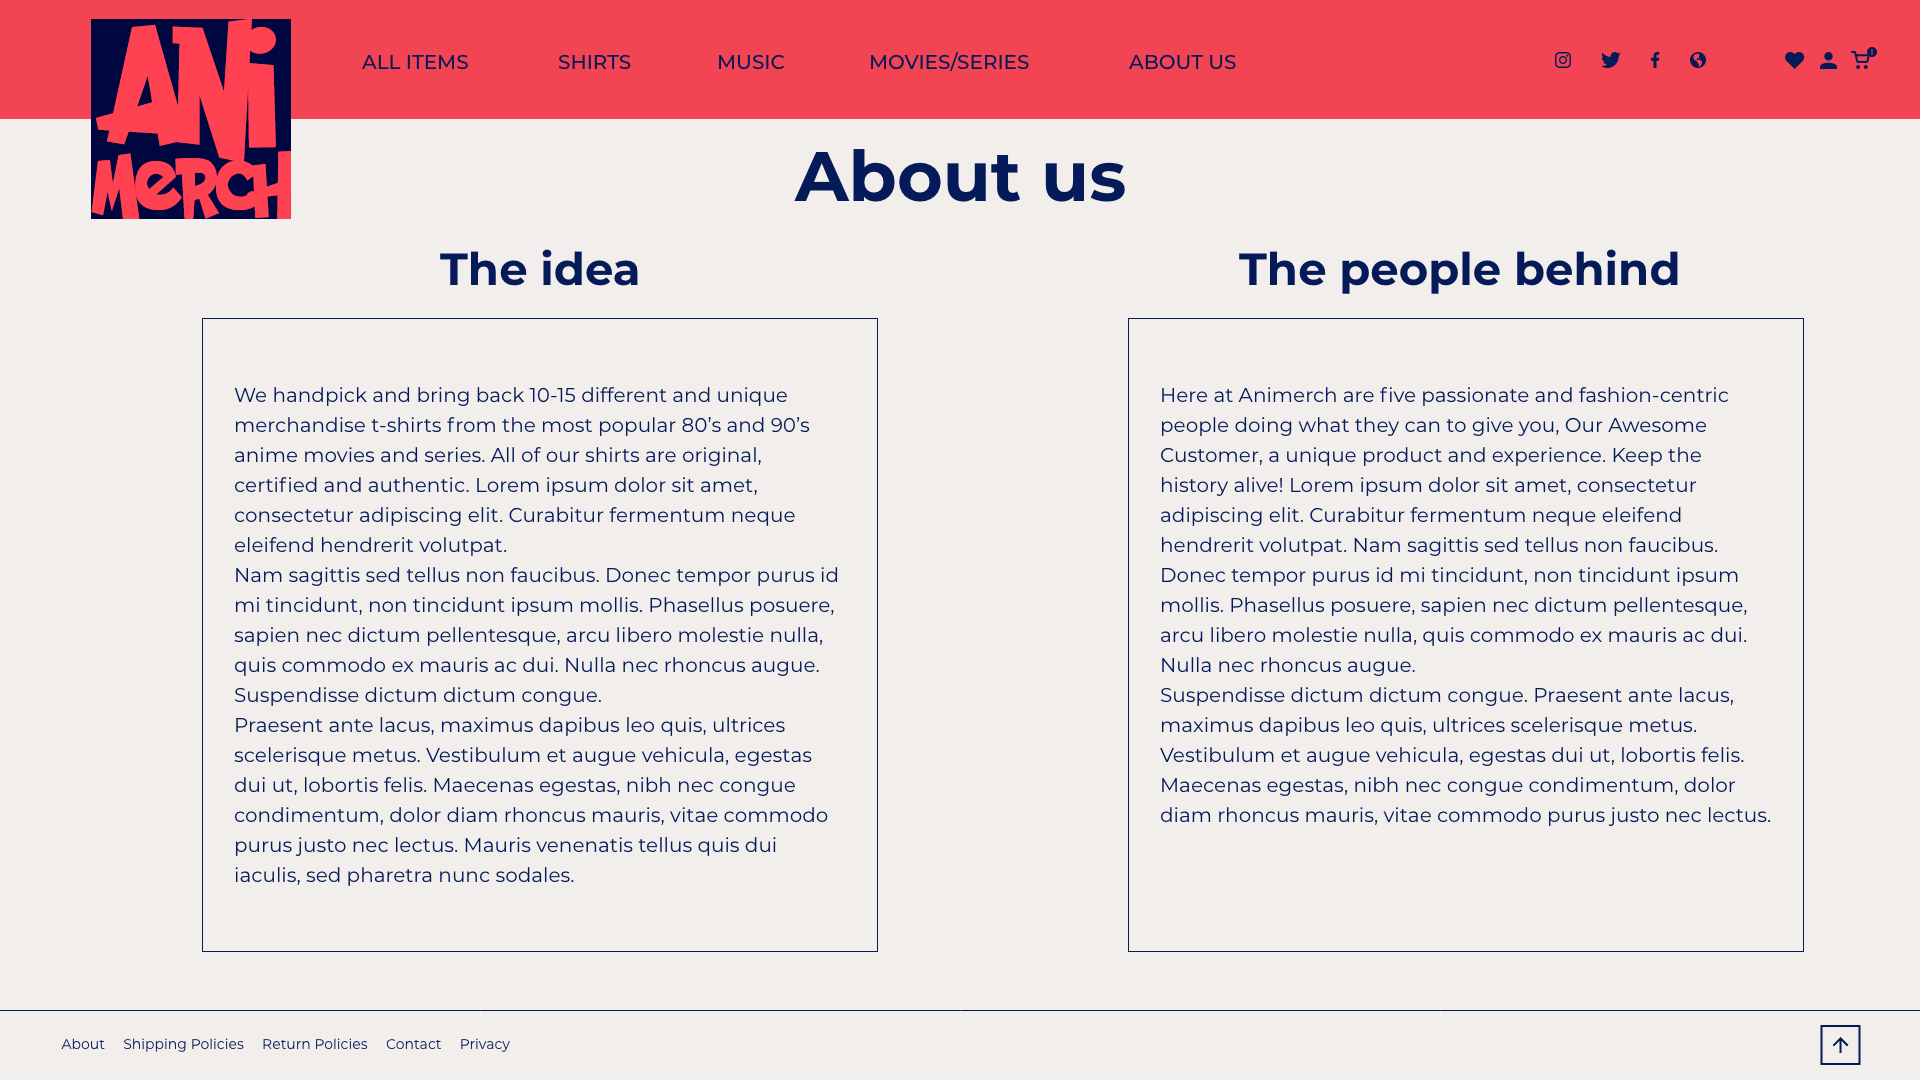 ANi
MeRCH
ALL ITEMS
SHIRTS
MUSIC
MOVIES/SERIES
ABOUT US
About us
The idea
We handpick and bring back 10-15 different and unique
merchandise t-shirts from the most popular 80’s and 90’s
anime movies and series. All of our shirts are original,
certified and authentic. Lorem ipsum dolor sit amet,
consectetur adipiscing elit. Curabitur fermentum neque
eleifend hendrerit volutpat.
Nam sagittis sed tellus non faucibus. Donec tempor purus id
mi tincidunt, non tincidunt ipsum mollis. Phasellus posuere,
sapien nec dictum pellentesque, arcu libero molestie nulla,
quis commodo ex mauris ac dui. Nulla nec rhoncus augue.
Suspendisse dictum dictum congue.
Praesent ante lacus, maximus dapibus leo quis, ultrices
scelerisque metus. Vestibulum et augue vehicula, egestas
dui ut, lobortis felis. Maecenas egestas, nibh nec congue
condimentum, dolor diam rhoncus mauris, vitae commodo
purus justo nec lectus. Mauris venenatis tellus quis dui
iaculis, sed pharetra nunc sodales.
The people behind
Here at Animerch are five passionate and fashion-centric
people doing what they can to give you, Our Awesome
Customer, a unique product and experience. Keep the
history alive! Lorem ipsum dolor sit amet, consectetur
adipiscing elit. Curabitur fermentum neque eleifend
hendrerit volutpat. Nam sagittis sed tellus non faucibus.
Donec tempor purus id mi tincidunt, non tincidunt ipsum
mollis. Phasellus posuere, sapien nec dictum pellentesque,
arcu libero molestie nulla, quis commodo ex mauris ac dui.
Nulla nec rhoncus augue.
Suspendisse dictum dictum congue. Praesent ante lacus,
maximus dapibus leo quis, ultrices scelerisque metus.
Vestibulum et augue vehicula, egestas dui ut, lobortis felis.
Maecenas egestas, nibh nec congue condimentum, dolor
diam rhoncus mauris, vitae commodo purus justo nec lectus.
About
Shipping Policies
Return Policies
Contact
Privacy